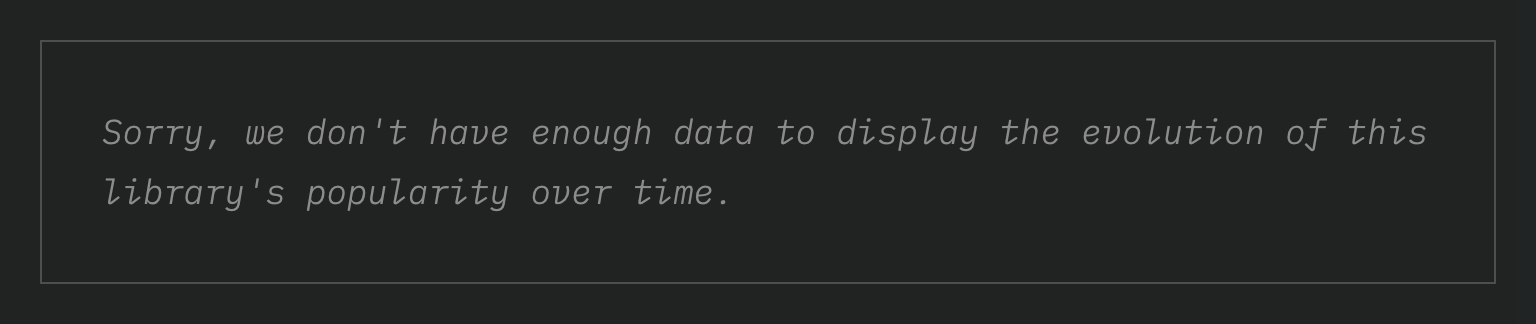 Sorry, we don't have enough data to display the evolution of this
library's popularity over time.